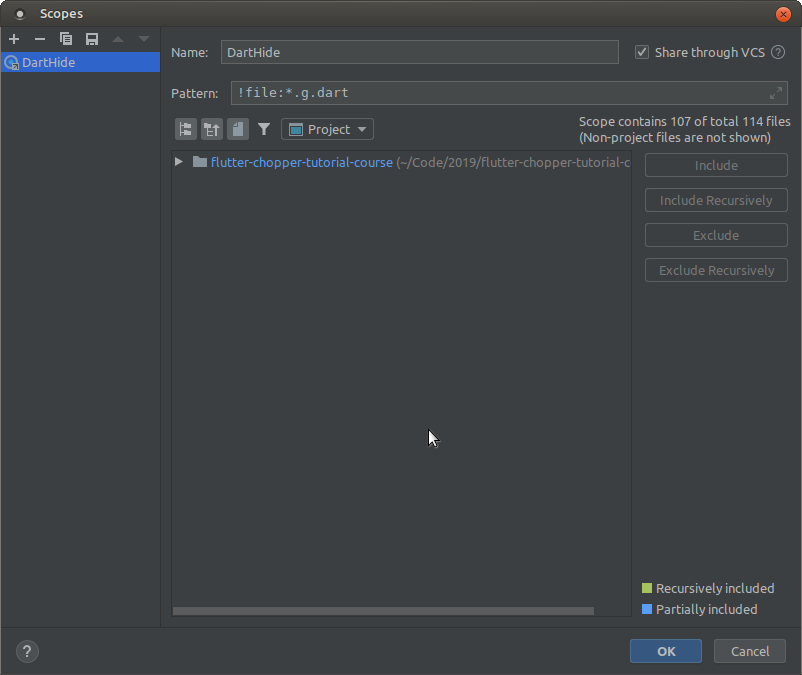 Scopes
DartHide
Name: DartHide Share through VCS ?
Pattern: !file:*.g.dart
Project
Scope contains 107 of total 114 files
(Non-project files are not shown)
flutter-chopper-tutorial-course (~/Code/2019/flutter-chopper-tutorial-c
Include
Include Recursively
Exclude
Exclude Recursively
Recursively included
Partially included
? OK Cancel